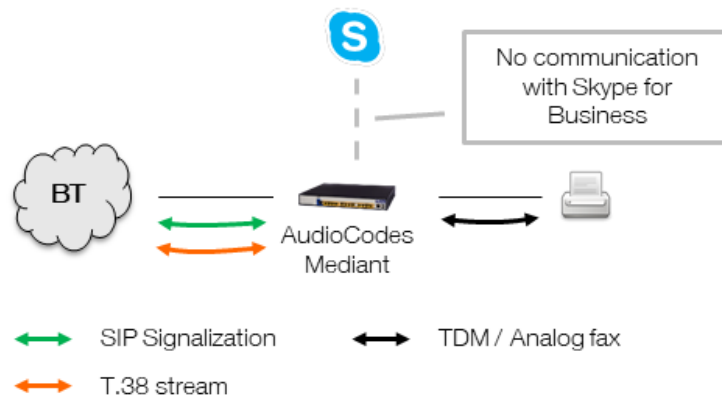 S
No communication
with Skype for
Business
BT
AudioCodes
Mediant
SIP Signalization
TDM / Analog fax
T.38 stream